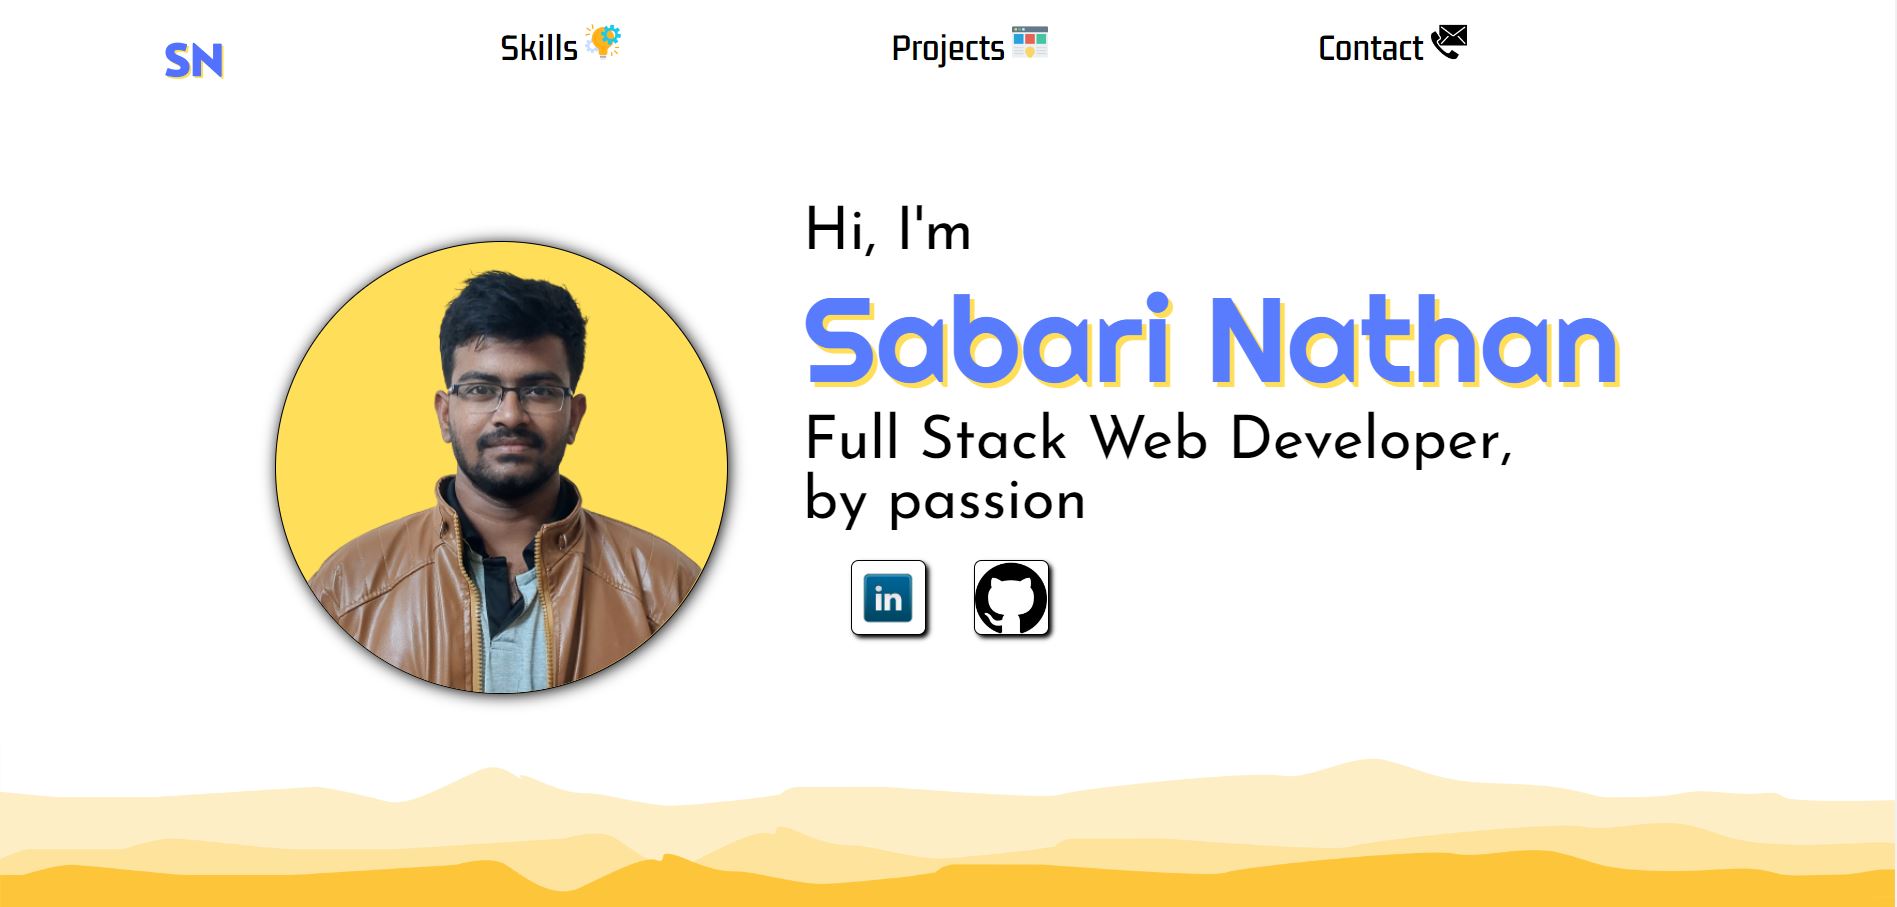 SN
Skills
Projects
Contact
Hi, I'm
Sabari Nathan
Full Stack Web Developer,
by passion
in